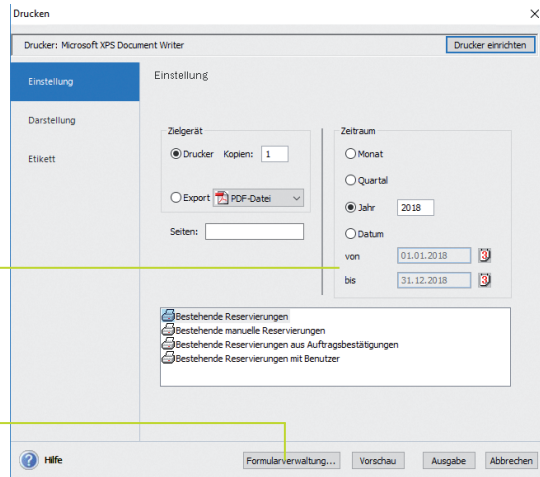 Drucken
Drucker: Microsoft XPS Document Writer
Drucker einrichten
Einstellung
Darstellung
Etikett
Einstellung
Zielgerät
Drucker Kopien: 1
Export PDF-Datei
Seiten:
Zeitraum
Monat
Quartal
Jahr 2018
Datum
von 01.01.2018
bis 31.12.2018
Bestehende Reservierungen
Bestehende manuelle Reservierungen
Bestehende Reservierungen aus Auftragsbestätigungen
Bestehende Reservierungen mit Benutzer
Hilfe
Formularverwaltung... Vorschau Ausgabe Abbrechen